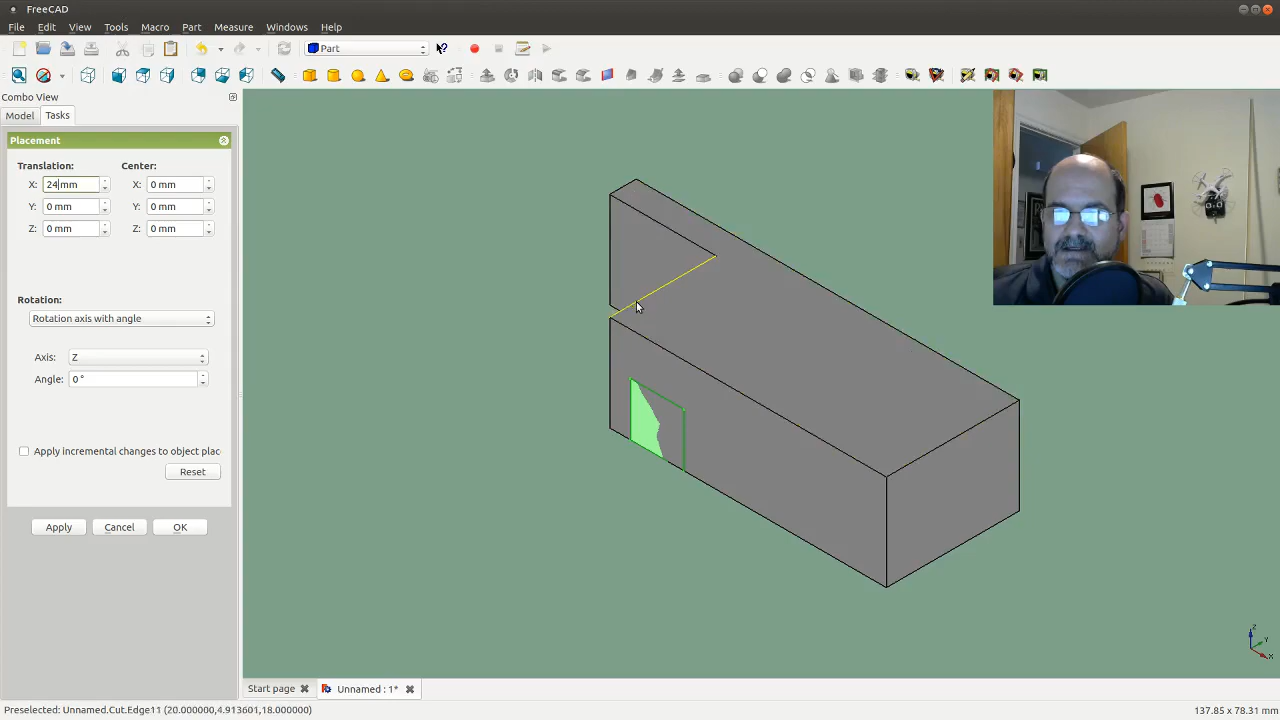 FreeCAD
File Edit View Tools Macro Part Measure Windows Help
Part
Combo View
Model Tasks
Placement
Translation: Center:
X: 24 mm X: 0 mm
Y: 0 mm Y: 0 mm
Z: 0 mm Z: 0 mm
Rotation:
Rotation axis with angle
Axis: Z
Angle: 0 °
Apply incremental changes to object plac
Reset
Apply Cancel OK
Z
Y
X
Start page Unnamed : 1*
Preselected: Unnamed.Cut.Edge11 (20.000000,4.913601,18.000000) 137.85 x 78.31 mm